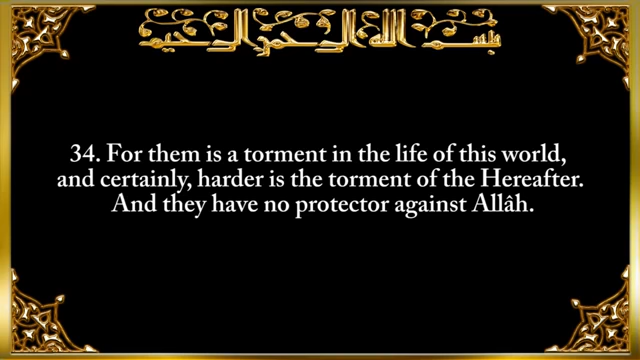 بسم الله الرحمن الرحيم
34. For them is a torment in the life of this world,
and certainly, harder is the torment of the Hereafter.
And they have no protector against Allâh.